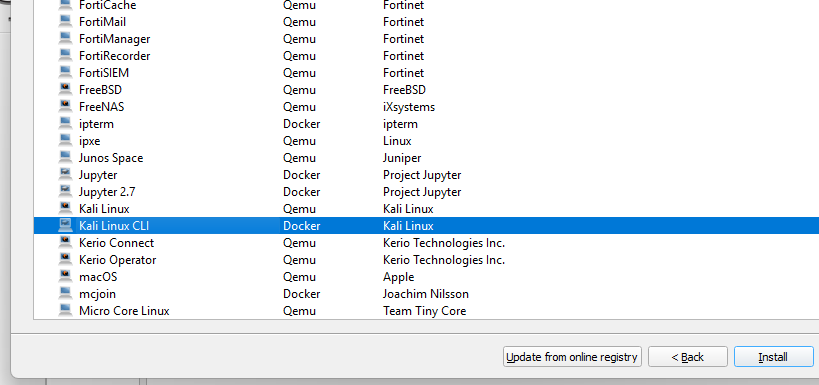 FortiCache Qemu Fortinet
FortiMail Qemu Fortinet
FortiManager Qemu Fortinet
FortiRecorder Qemu Fortinet
FortiSIEM Qemu Fortinet
FreeBSD Qemu FreeBSD
FreeNAS Qemu iXsystems
ipterm Docker ipterm
ipxe Qemu Linux
Junos Space Qemu Juniper
Jupyter Docker Project Jupyter
Jupyter 2.7 Docker Project Jupyter
Kali Linux Qemu Kali Linux
Kali Linux CLI Docker Kali Linux
Kerio Connect Qemu Kerio Technologies Inc.
Kerio Operator Qemu Kerio Technologies Inc.
macOS Qemu Apple
mcjoin Docker Joachim Nilsson
Micro Core Linux Qemu Team Tiny Core
Update from online registry < Back Install